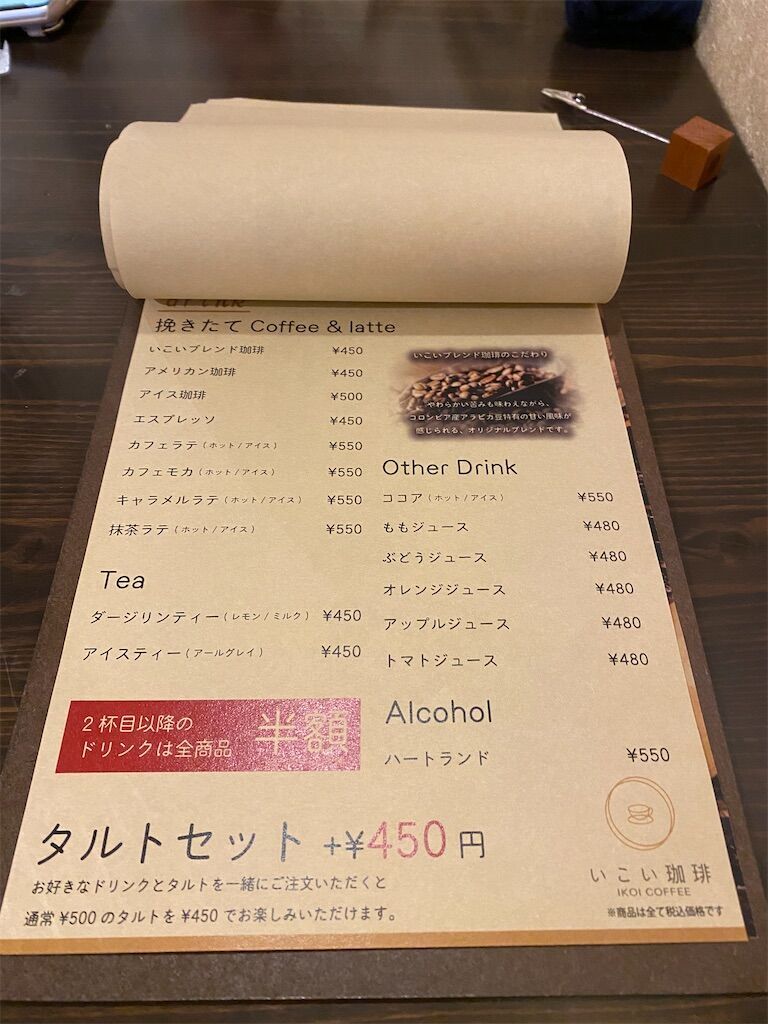 drink
挽きたて Coffee & latte
いこいブレンド珈琲 ¥450
アメリカン珈琲 ¥450
アイス珈琲 ¥500
エスプレッソ ¥450
カフェラテ(ホット/アイス) ¥550
カフェモカ(ホット/アイス) ¥550
キャラメルラテ(ホット/アイス) ¥550
抹茶ラテ(ホット/アイス) ¥550
Tea
ダージリンティー(レモン/ミルク) ¥450
アイスティー(アールグレイ) ¥450
2杯目以降の
ドリンクは全商品 半額
いこいブレンド珈琲のこだわり
やわらかい苦みも味わえながら、
コロンビア産アラビカ豆特有の甘い風味が
感じられる、オリジナルブレンドです。
Other Drink
ココア(ホット/アイス) ¥550
ももジュース ¥480
ぶどうジュース ¥480
オレンジジュース ¥480
アップルジュース ¥480
トマトジュース ¥480
Alcohol
ハートランド ¥550
タルトセット +¥450円
お好きなドリンクとタルトを一緒にご注文いただくと
通常¥500のタルトを¥450でお楽しみいただけます。
いこい珈琲
IKOI COFFEE
※商品は全て税込価格です